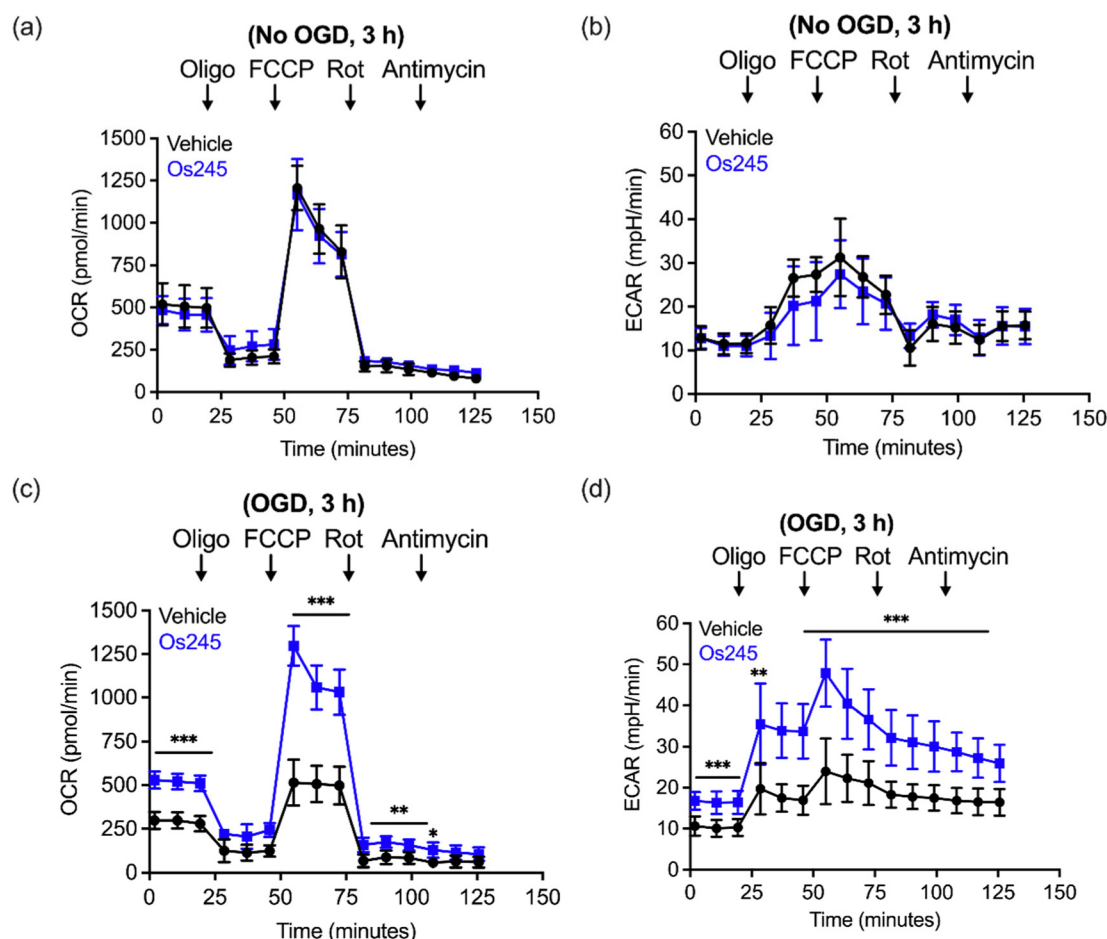 (a)
(No OGD, 3 h)
Oligo FCCP Rot Antimycin
Vehicle
Os245
OCR (pmol/min)
1500
1250
1000
750
500
250
0
0 25 50 75 100 125 150
Time (minutes)
(b)
(No OGD, 3 h)
Oligo FCCP Rot Antimycin
Vehicle
Os245
ECAR (mpH/min)
60
50
40
30
20
10
0
0 25 50 75 100 125 150
Time (minutes)
(c)
(OGD, 3 h)
Oligo FCCP Rot Antimycin
Vehicle
Os245
***
***
**
*
OCR (pmol/min)
1500
1250
1000
750
500
250
0
0 25 50 75 100 125 150
Time (minutes)
(d)
(OGD, 3 h)
Oligo FCCP Rot Antimycin
Vehicle
Os245
***
**
***
ECAR (mpH/min)
60
50
40
30
20
10
0
0 25 50 75 100 125 150
Time (minutes)